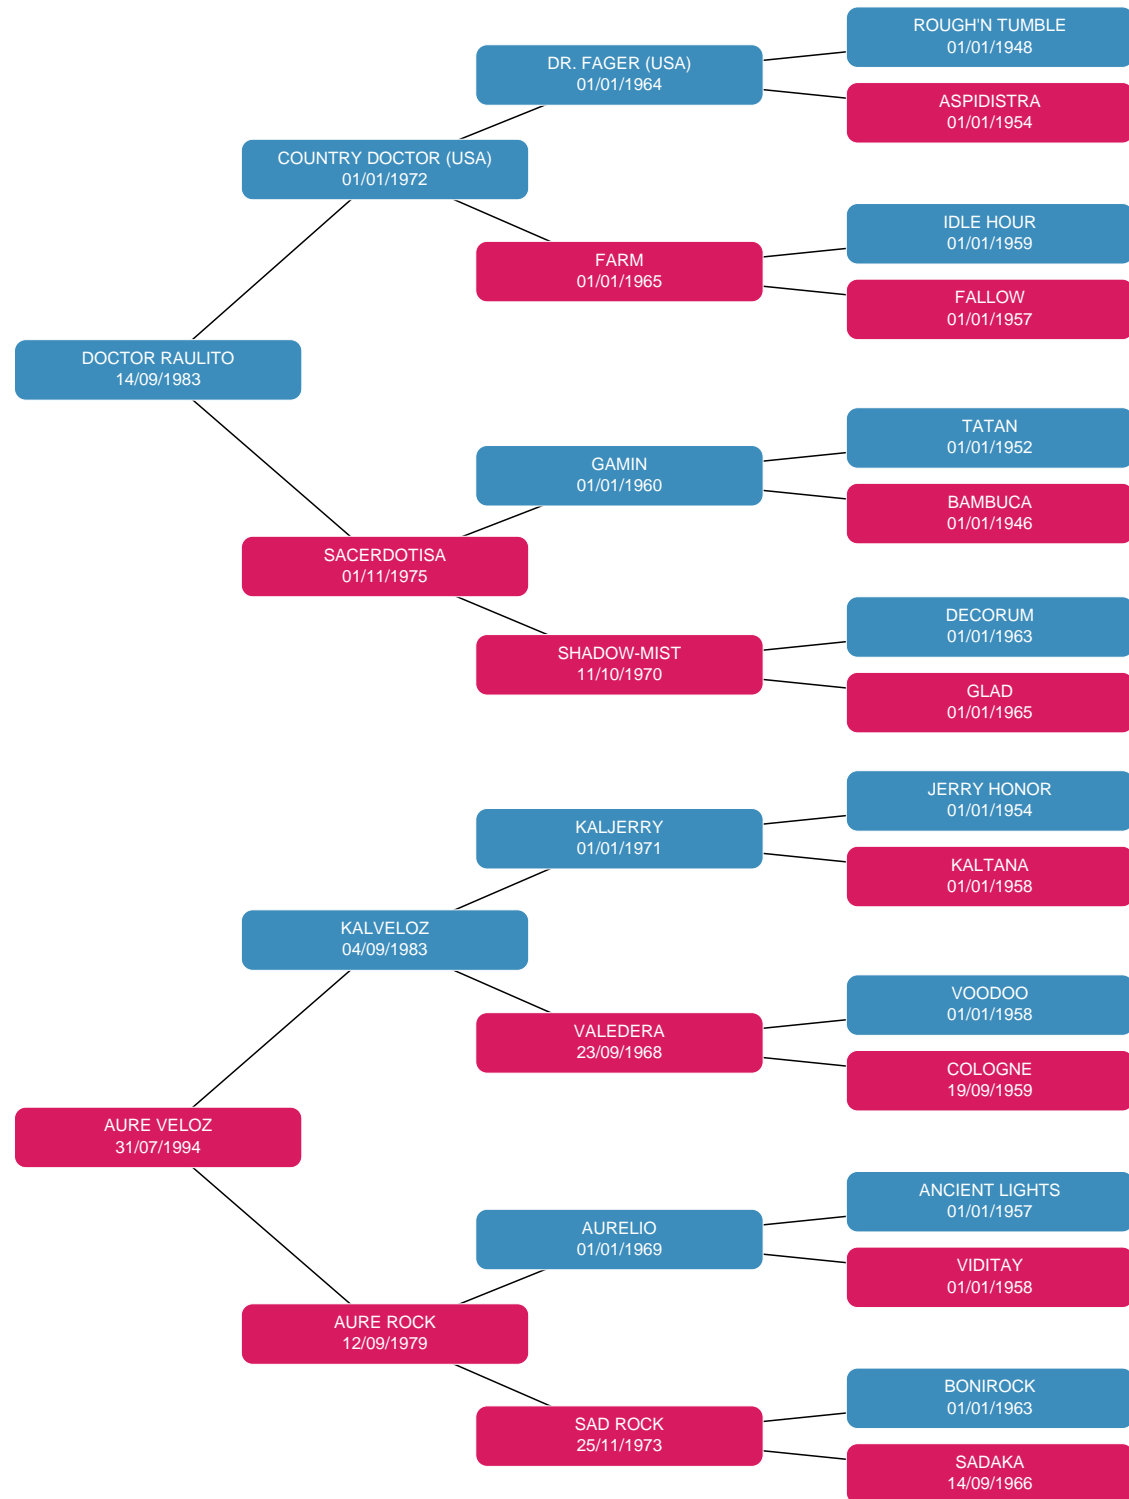 ROUGH'N TUMBLE
01/01/1948
DR. FAGER (USA)
01/01/1964
ASPIDISTRA
01/01/1954
COUNTRY DOCTOR (USA)
01/01/1972
IDLE HOUR
01/01/1959
FARM
01/01/1965
FALLOW
01/01/1957
DOCTOR RAULITO
14/09/1983
TATAN
01/01/1952
GAMIN
01/01/1960
BAMBUCA
01/01/1946
SACERDOTISA
01/11/1975
DECORUM
01/01/1963
SHADOW-MIST
11/10/1970
GLAD
01/01/1965
JERRY HONOR
01/01/1954
KALJERRY
01/01/1971
KALTANA
01/01/1958
KALVELOZ
04/09/1983
VOODOO
01/01/1958
VALEDERA
23/09/1968
COLOGNE
19/09/1959
AURE VELOZ
31/07/1994
ANCIENT LIGHTS
01/01/1957
AURELIO
01/01/1969
VIDITAY
01/01/1958
AURE ROCK
12/09/1979
BONIROCK
01/01/1963
SAD ROCK
25/11/1973
SADAKA
14/09/1966